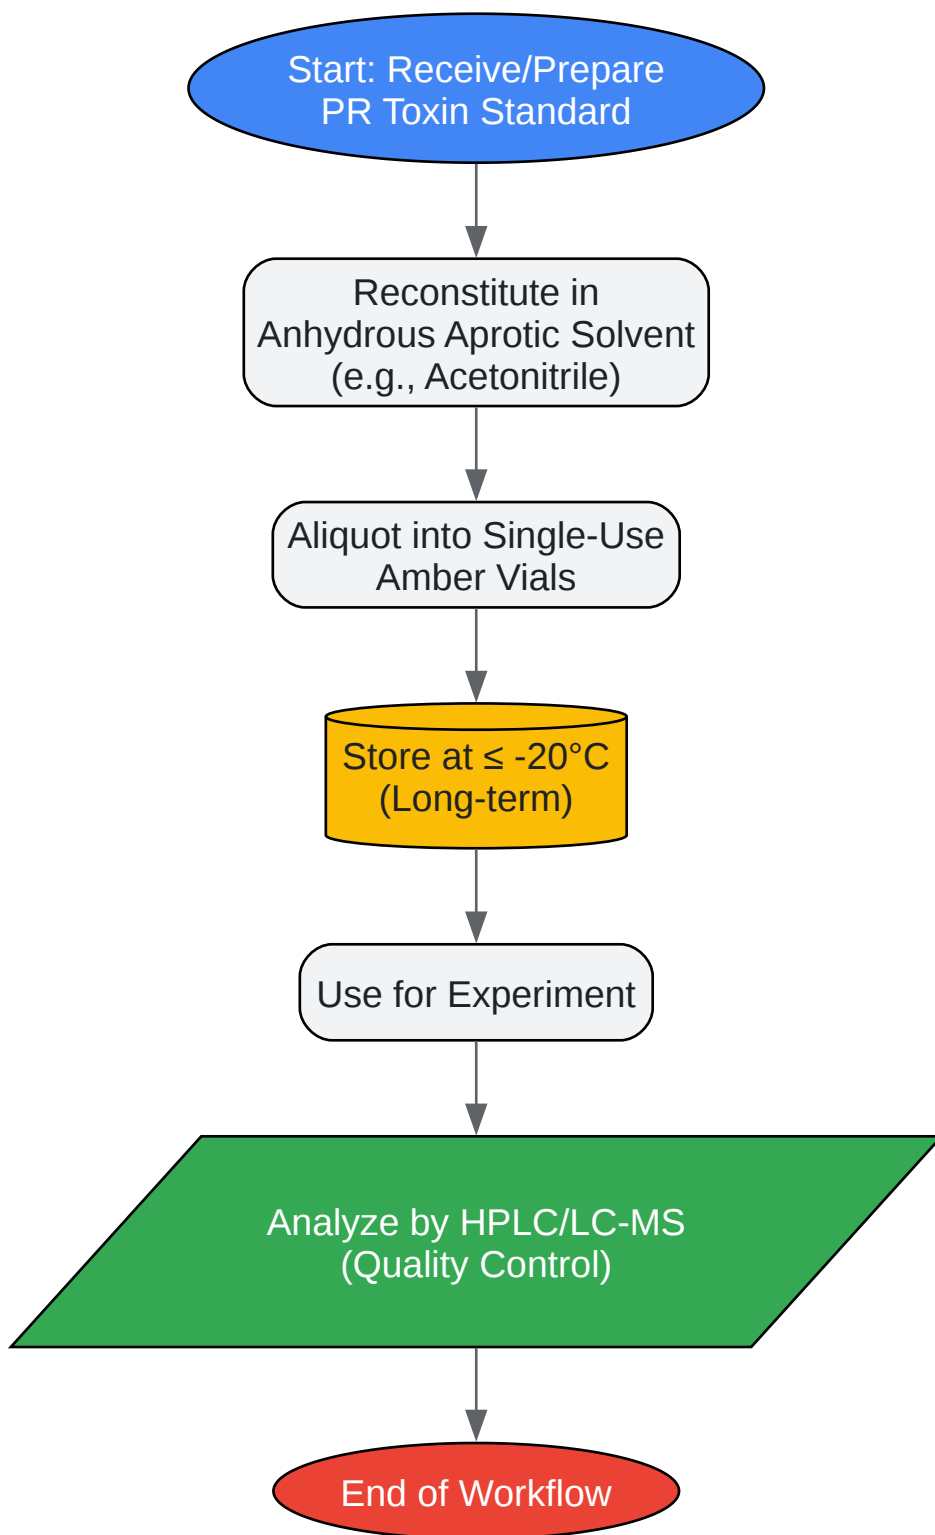 Start: Receive/Prepare
PR Toxin Standard
Reconstitute in
Anhydrous Aprotic Solvent
(e.g., Acetonitrile)
Aliquot into Single-Use
Amber Vials
Store at ≤ -20°C
(Long-term)
Use for Experiment
Analyze by HPLC/LC-MS
(Quality Control)
End of Workflow